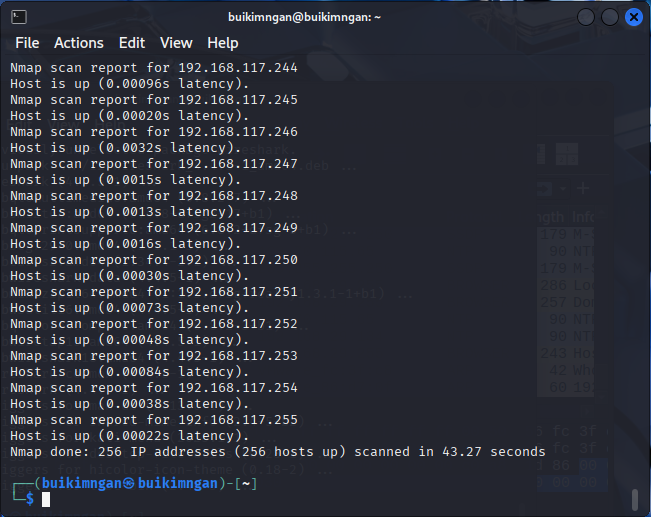 buikimngan@buikimngan: ~
File Actions Edit View Help
Nmap scan report for 192.168.117.244
Host is up (0.00096s latency).
Nmap scan report for 192.168.117.245
Host is up (0.00020s latency).
Nmap scan report for 192.168.117.246
Host is up (0.0032s latency).
Nmap scan report for 192.168.117.247
Host is up (0.0015s latency).
Nmap scan report for 192.168.117.248
Host is up (0.0013s latency).
Nmap scan report for 192.168.117.249
Host is up (0.0016s latency).
Nmap scan report for 192.168.117.250
Host is up (0.00030s latency).
Nmap scan report for 192.168.117.251
Host is up (0.00073s latency).
Nmap scan report for 192.168.117.252
Host is up (0.00048s latency).
Nmap scan report for 192.168.117.253
Host is up (0.00084s latency).
Nmap scan report for 192.168.117.254
Host is up (0.00038s latency).
Nmap scan report for 192.168.117.255
Host is up (0.00022s latency).
Nmap done: 256 IP addresses (256 hosts up) scanned in 43.27 seconds
┌──(buikimngan㉿buikimngan)-[~]
└─$